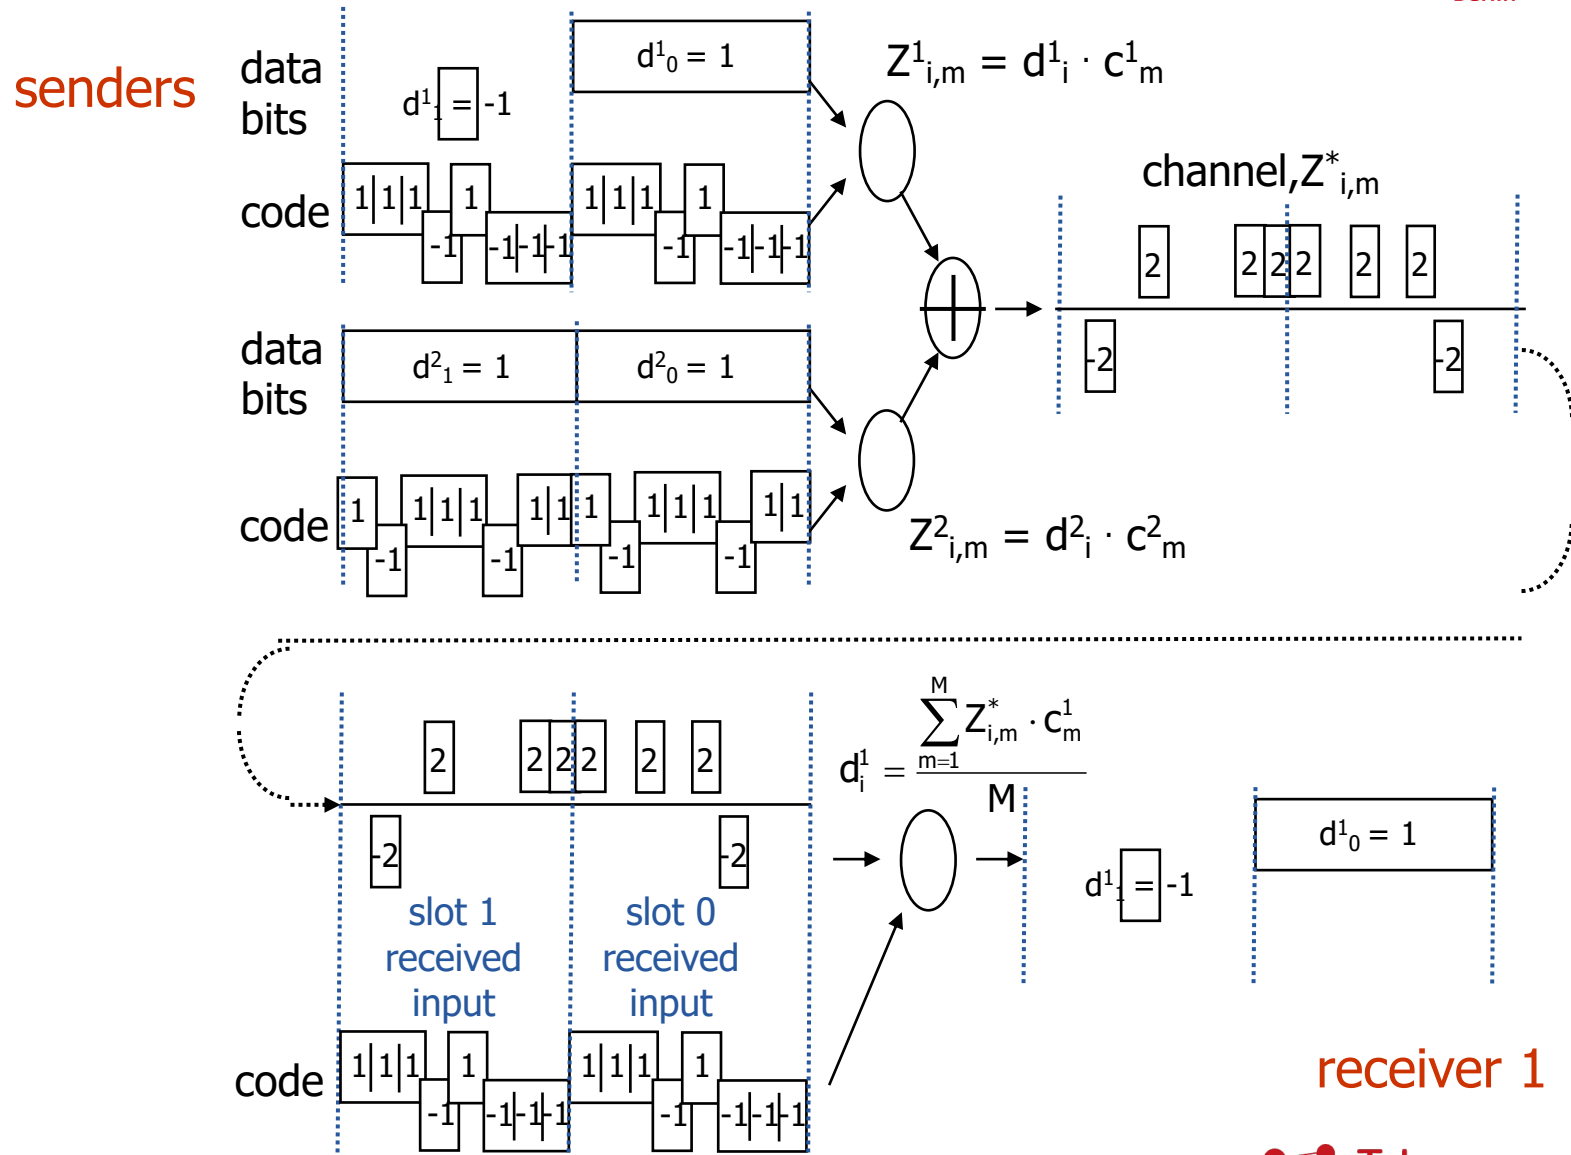 senders
data
bits
d¹₁ = -1
d¹₀ = 1
Z¹ᵢ,ₘ = d¹ᵢ · c¹ₘ
code
1|1|1 -1 1 -1|-1|-1 1|1|1 -1 1 -1|-1|-1
channel,Z*ᵢ,ₘ
-2 2 2 2 2 2 2 -2
data
bits
d²₁ = 1
d²₀ = 1
code
1 -1 1|1|1 -1 1|1 1 -1 1|1|1 -1 1|1
Z²ᵢ,ₘ = d²ᵢ · c²ₘ
-2 2 2 2 2 2 2 -2
slot 1
received
input
slot 0
received
input
code
1|1|1 -1 1 -1|-1|-1 1|1|1 -1 1 -1|-1|-1
d¹ᵢ = ∑ Z*ᵢ,ₘ · c¹ₘ
M
m=1
M
d¹₁ = -1
d¹₀ = 1
receiver 1